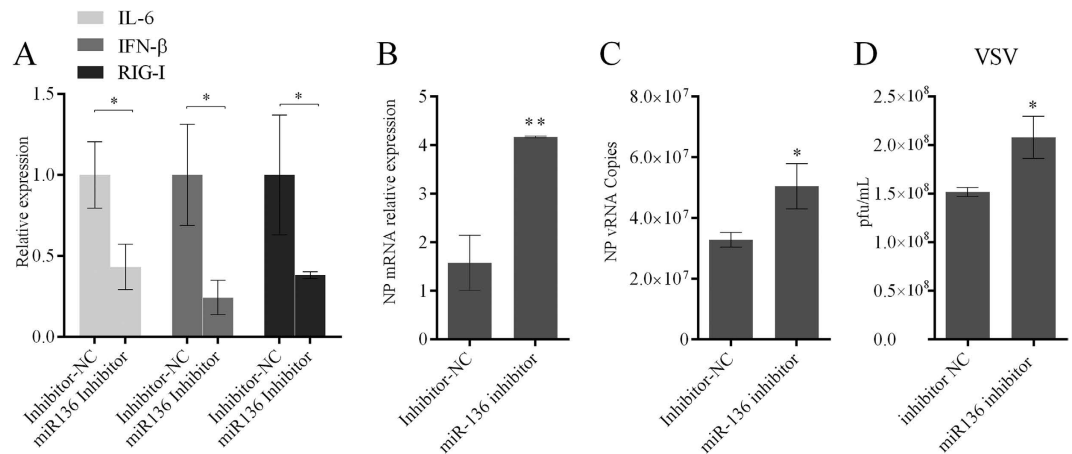 IL-6
IFN-β
RIG-I
A
Relative expression
1.5
1.0
0.5
0.0
*
*
*
Inhibitor-NC
miR136 Inhibitor
Inhibitor-NC
miR136 Inhibitor
Inhibitor-NC
miR136 Inhibitor
B
NP mRNA relative expression
5
4
3
2
1
0
**
Inhibitor-NC
miR-136 inhibitor
C
NP vRNA Copies
8.0×10⁷
6.0×10⁷
4.0×10⁷
2.0×10⁷
0
*
Inhibitor-NC
miR-136 inhibitor
D
VSV
pfu/mL
2.5×10⁸
2.0×10⁸
1.5×10⁸
1.0×10⁸
0.5×10⁸
0.0
*
inhibitor NC
miR136 inhibitor